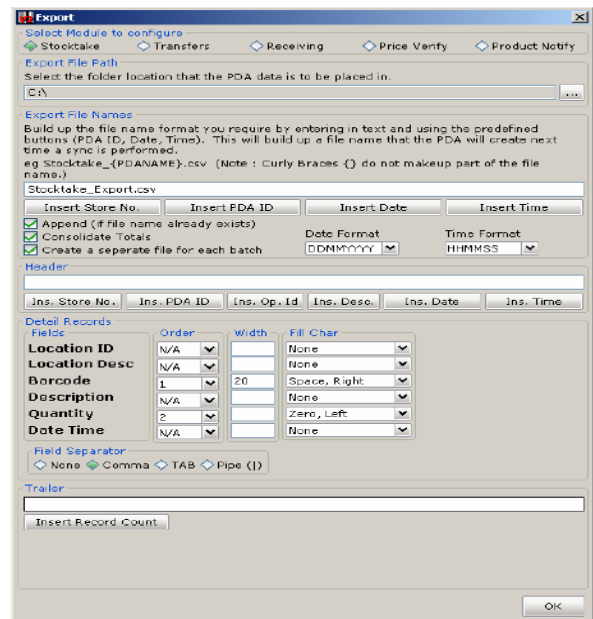 Export
Select Module to configure
Stocktake Transfers Receiving Price Verify Product Notify
Export File Path
Select the folder location that the PDA data is to be placed in.
C:\
...
Export File Names
Build up the file name format you require by entering in text and using the predefined
buttons (PDA ID, Date, Time). This will build up a file name that the PDA will create next
time a sync is performed.
eg Stocktake_{PDANAME}.csv (Note : Curly Braces {} do not makeup part of the file
name.)
Stocktake_Export.csv
Insert Store No. Insert PDA ID Insert Date Insert Time
Append (if file name already exists)
Consolidate Totals
Create a seperate file for each batch
Date Format Time Format
DDMMYYYY HHMMSS
Header
Ins. Store No. Ins. PDA ID Ins. Op. Id Ins. Desc. Ins. Date Ins. Time
Detail Records
Fields Order Width Fill Char
Location ID N/A None
Location Desc N/A None
Barcode 1 20 Space, Right
Description N/A None
Quantity 2 Zero, Left
Date Time N/A None
Field Separator
None Comma TAB Pipe (|)
Trailer
Insert Record Count
OK